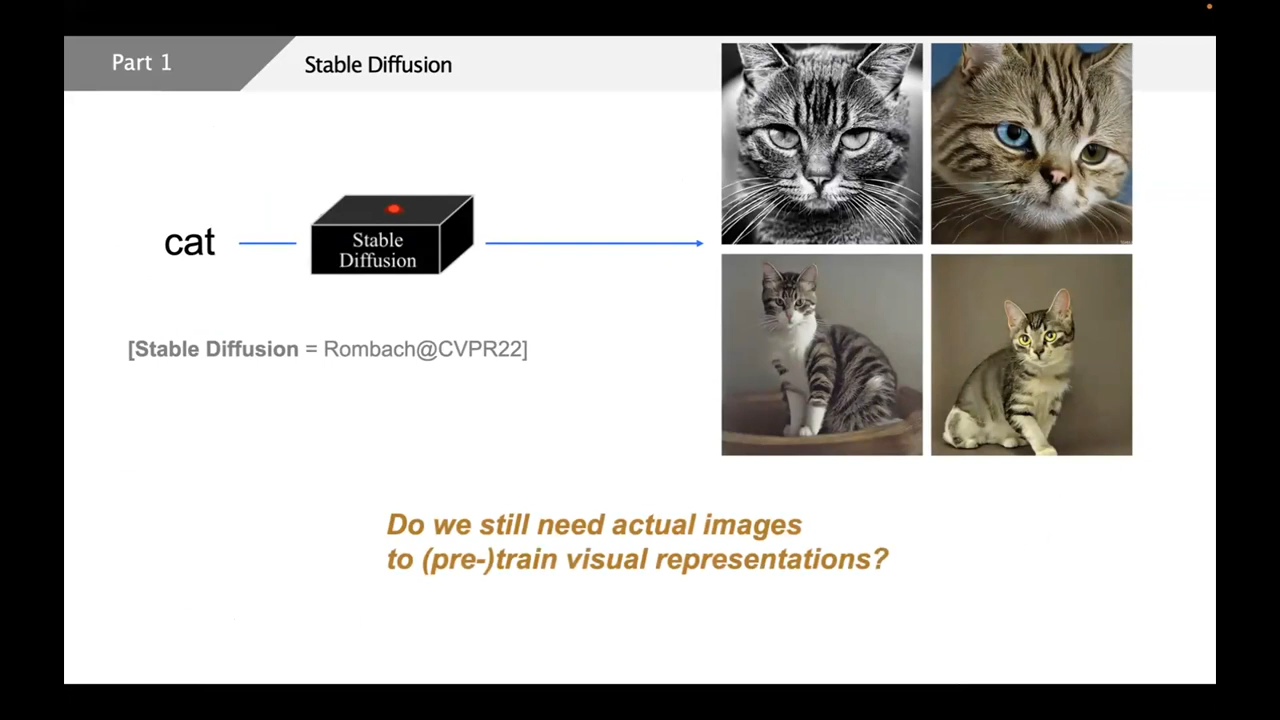 Part 1
Stable Diffusion
cat
Stable
Diffusion
[Stable Diffusion = Rombach@CVPR22]
Do we still need actual images
to (pre-)train visual representations?